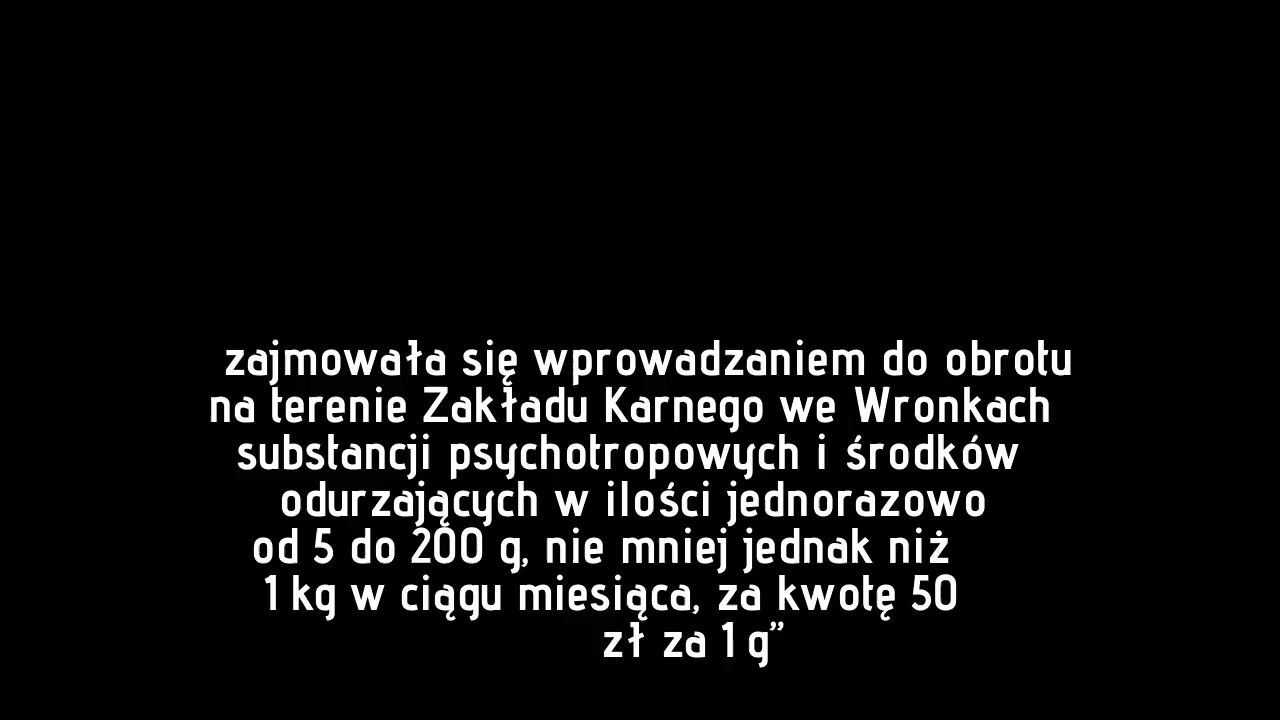 zajmowała się wprowadzaniem do obrotu
na terenie Zakładu Karnego we Wronkach
substancji psychotropowych i środków
odurzających w ilości jednorazowo
od 5 do 200 g, nie mniej jednak niż
1 kg w ciągu miesiąca, za kwotę 50
zł za 1 g”